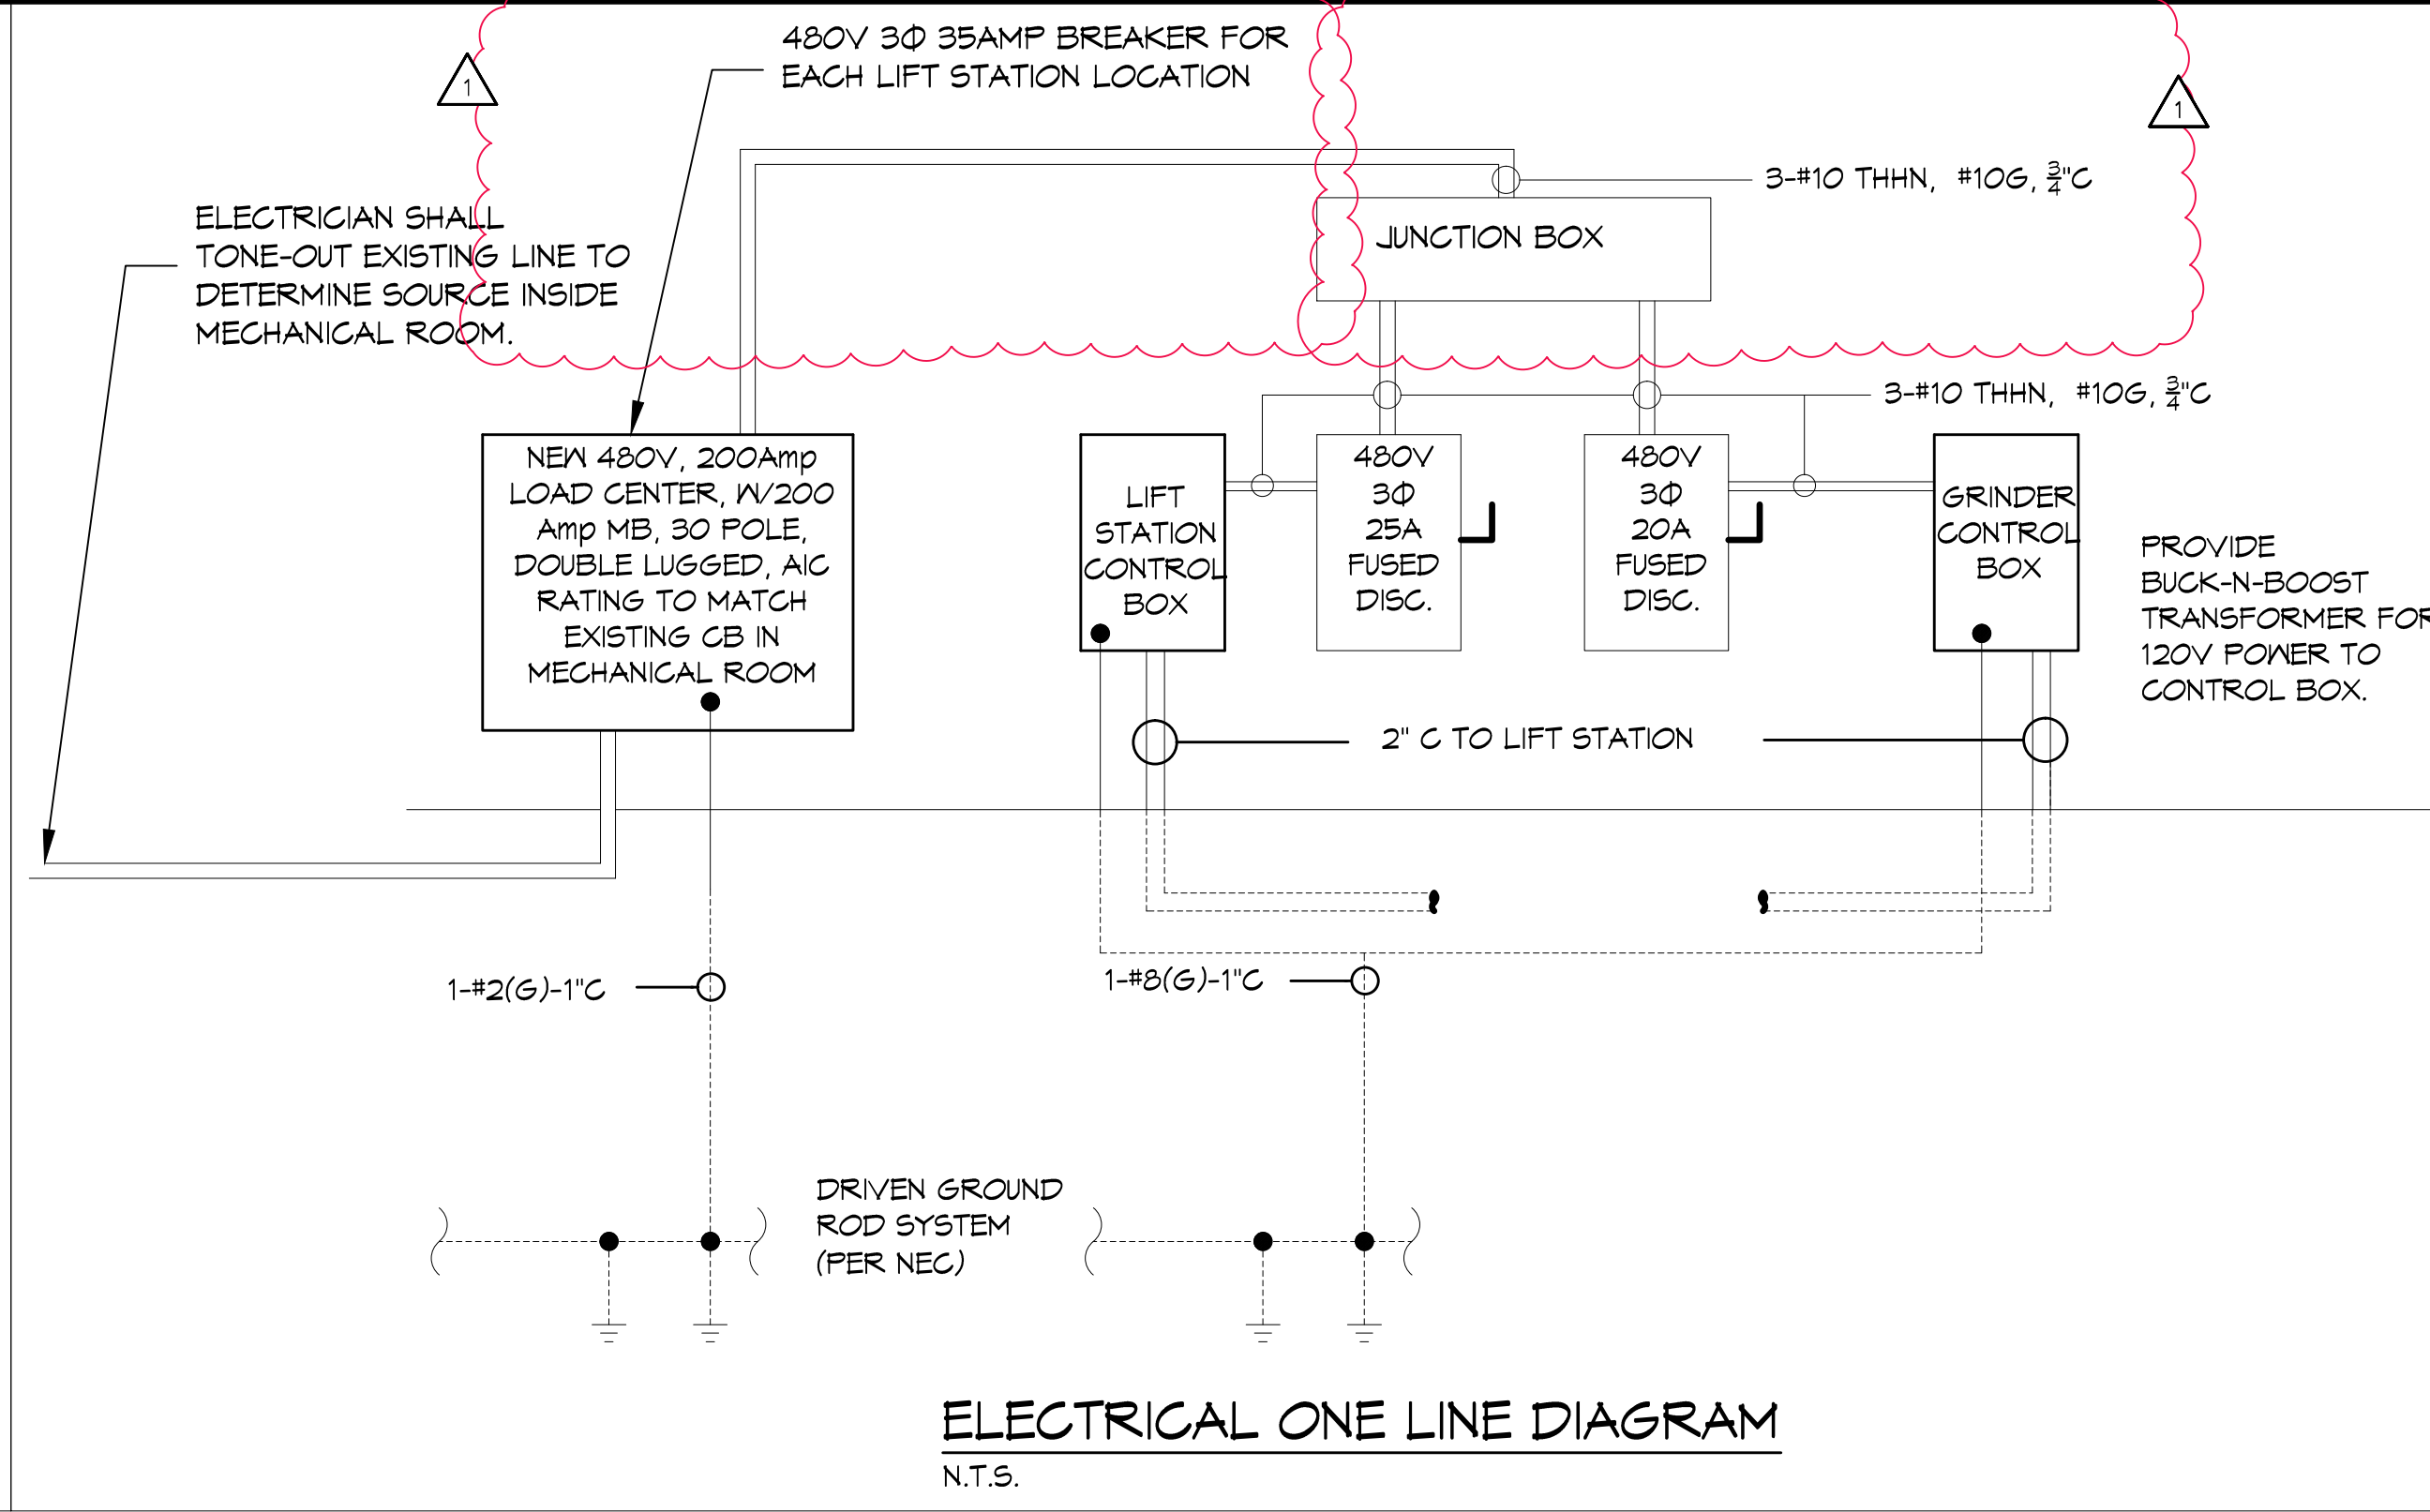 480V 3Φ 35AMP BREAKER FOR
EACH LIFT STATION LOCATION
1
1
3-#10 THHN, #10G, ¾"C
ELECTRICIAN SHALL
TONE-OUT EXISTING LINE TO
DETERMINE SOURCE INSIDE
MECHANICAL ROOM.
JUNCTION BOX
3-#10 THHN, #10G, ¾"C
NEW 480V, 200Amp
LOAD CENTER, W/200
Amp MB, 30 POLE,
DOUBLE LUGGED, AIC
RATING TO MATCH
EXISTING CB IN
MECHANICAL ROOM
LIFT
STATION
CONTROL
BOX
480V
3Φ
25A
FUSED
DISC.
480V
3Φ
20A
FUSED
DISC.
GRINDER
CONTROL
BOX
PROVIDE
BUCK-N-BOOST
TRANSFORMER FOR
120V POWER TO
CONTROL BOX.
2" C TO LIFT STATION
1-#2(G)-1"C
1-#8(G)-1"C
DRIVEN GROUND
ROD SYSTEM
(PER NEC)
ELECTRICAL ONE LINE DIAGRAM
N.T.S.